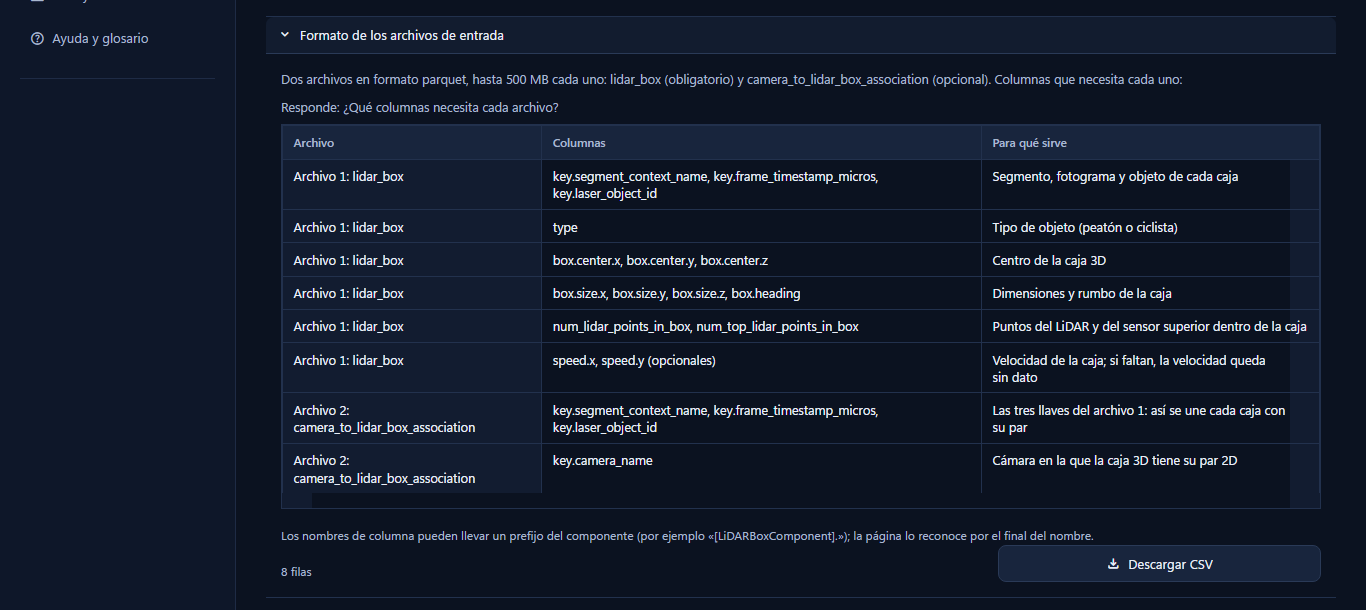 Ayuda y glosario
Formato de los archivos de entrada
Dos archivos en formato parquet, hasta 500 MB cada uno: lidar_box (obligatorio) y camera_to_lidar_box_association (opcional). Columnas que necesita cada uno:
Responde: ¿Qué columnas necesita cada archivo?
Archivo Columnas Para qué sirve
Archivo 1: lidar_box key.segment_context_name, key.frame_timestamp_micros, Segmento, fotograma y objeto de cada caja
key.laser_object_id
Archivo 1: lidar_box type Tipo de objeto (peatón o ciclista)
Archivo 1: lidar_box box.center.x, box.center.y, box.center.z Centro de la caja 3D
Archivo 1: lidar_box box.size.x, box.size.y, box.size.z, box.heading Dimensiones y rumbo de la caja
Archivo 1: lidar_box num_lidar_points_in_box, num_top_lidar_points_in_box Puntos del LiDAR y del sensor superior dentro de la caja
Archivo 1: lidar_box speed.x, speed.y (opcionales) Velocidad de la caja; si faltan, la velocidad queda
sin dato
Archivo 2: key.segment_context_name, key.frame_timestamp_micros, Las tres llaves del archivo 1: así se une cada caja con
camera_to_lidar_box_association key.laser_object_id su par
Archivo 2: key.camera_name Cámara en la que la caja 3D tiene su par 2D
camera_to_lidar_box_association
Los nombres de columna pueden llevar un prefijo del componente (por ejemplo «[LiDARBoxComponent].»); la página lo reconoce por el final del nombre.
Descargar CSV
8 filas